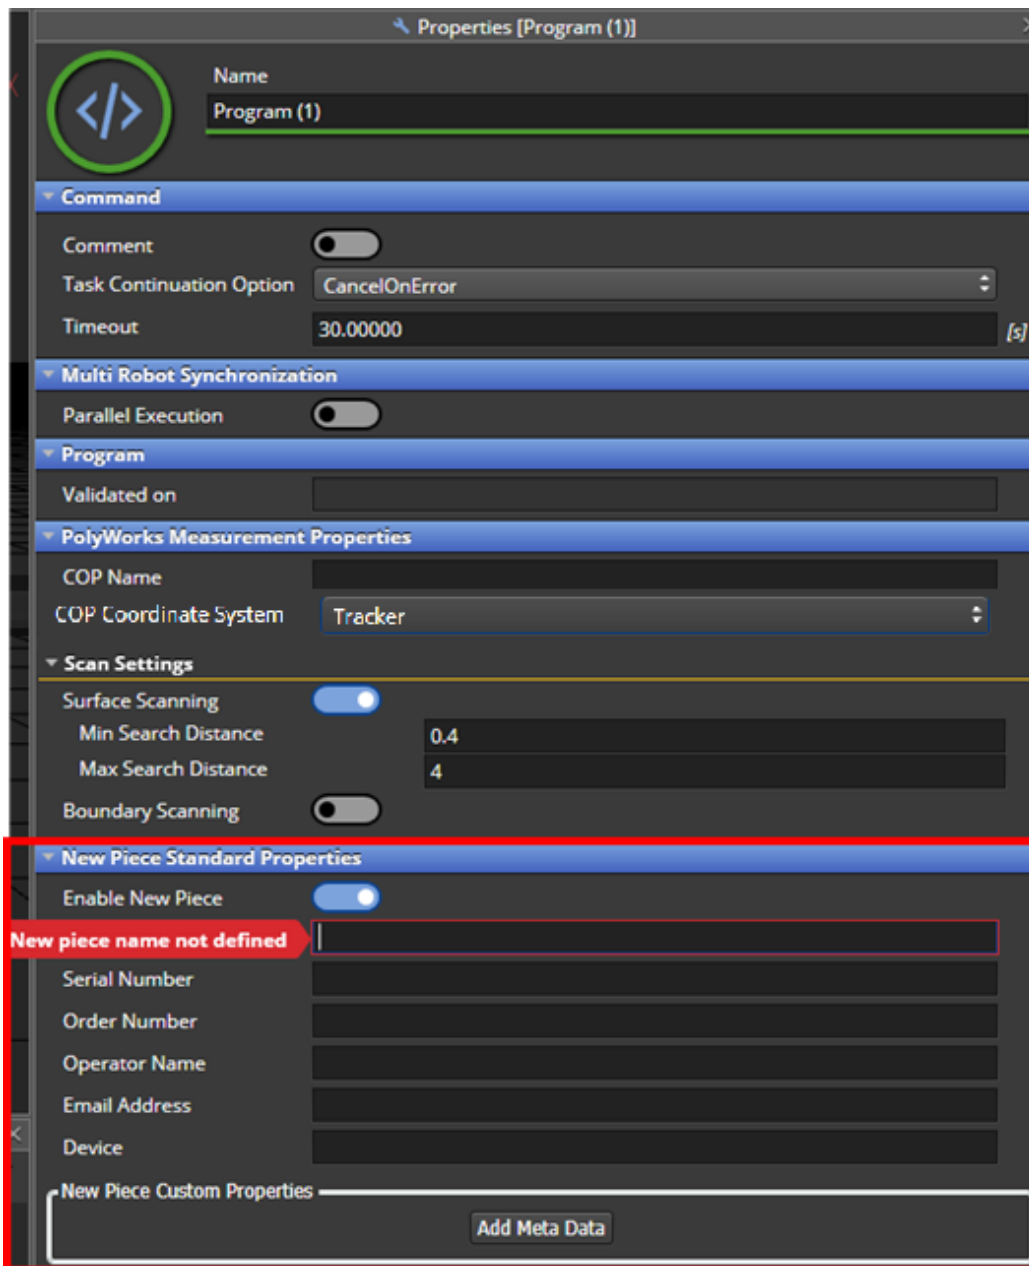 Properties [Program (1)]
Name
Program (1)
Command
Comment
Task Continuation Option CancelOnError
Timeout 30.00000 [s]
Multi Robot Synchronization
Parallel Execution
Program
Validated on
PolyWorks Measurement Properties
COP Name
COP Coordinate System Tracker
Scan Settings
Surface Scanning
Min Search Distance 0.4
Max Search Distance 4
Boundary Scanning
New Piece Standard Properties
Enable New Piece
New piece name not defined
Serial Number
Order Number
Operator Name
Email Address
Device
New Piece Custom Properties
Add Meta Data